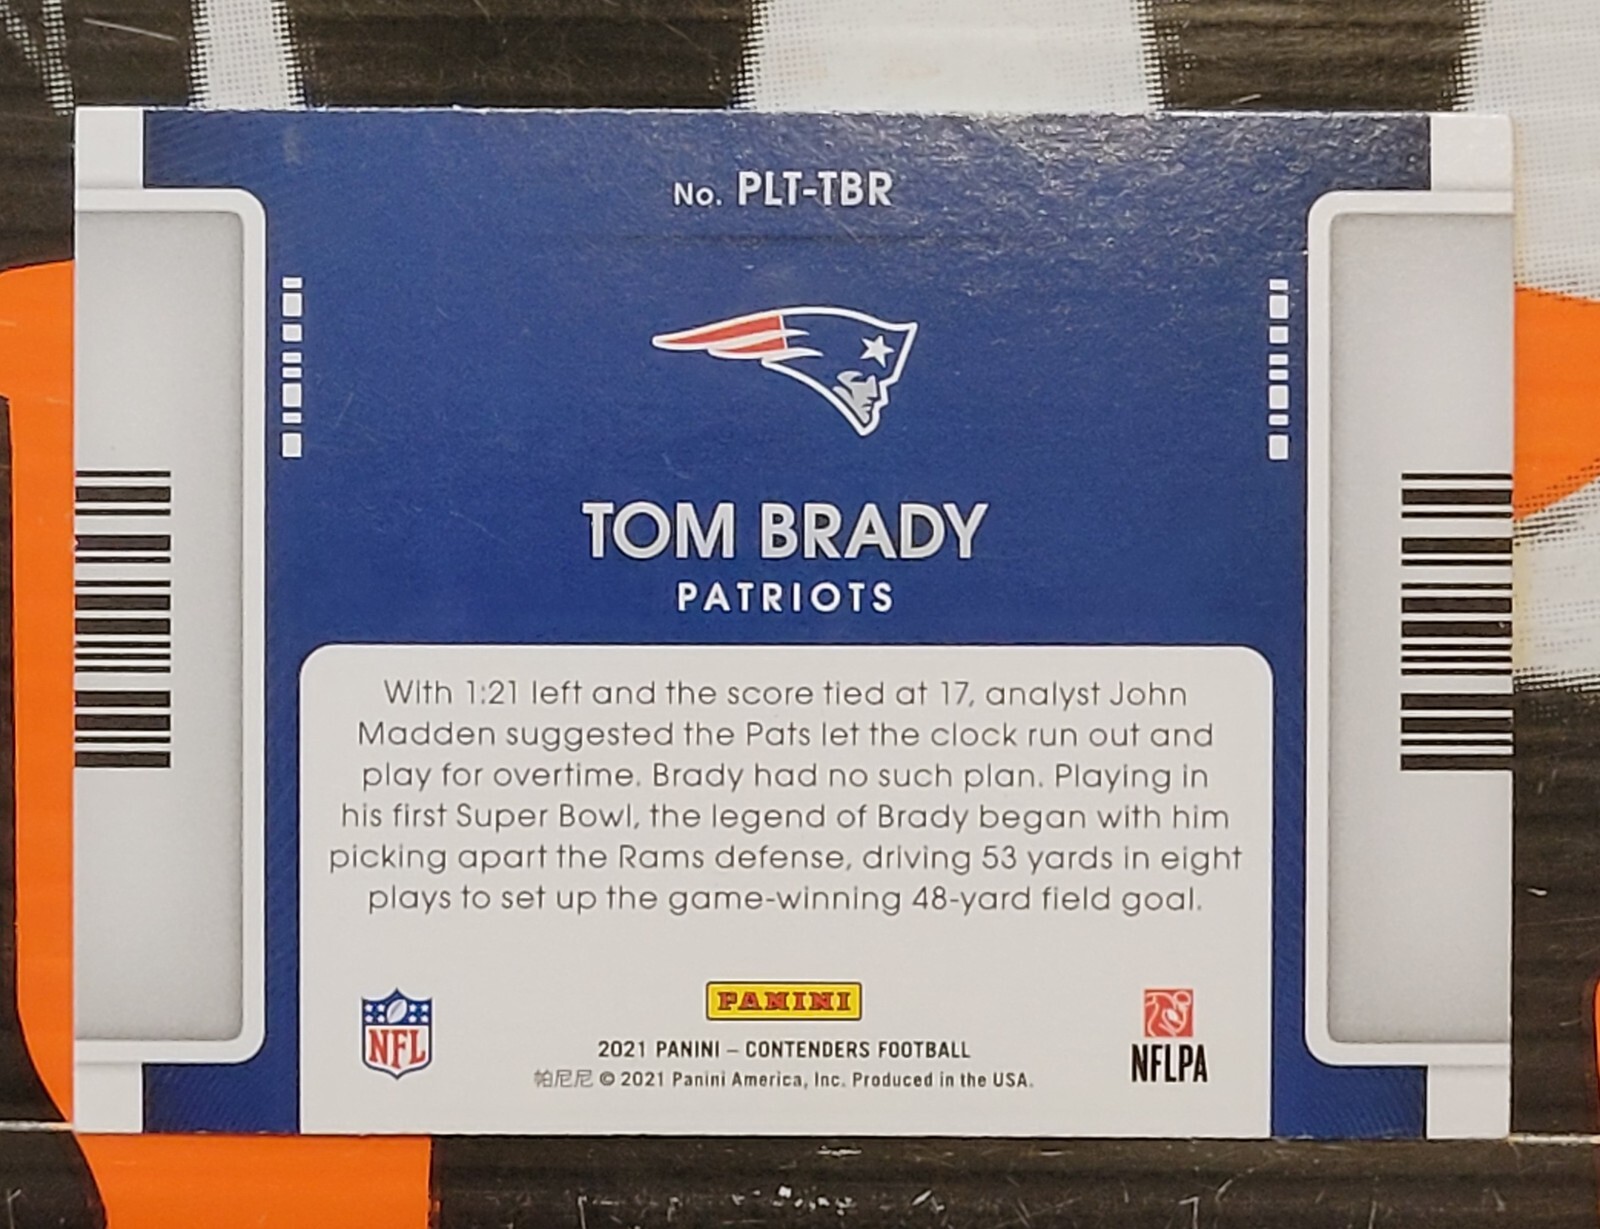 No. PLT-TBR
TOM BRADY
PATRIOTS
With 1:21 left and the score tied at 17, analyst John
Madden suggested the Pats let the clock run out and
play for overtime. Brady had no such plan. Playing in
his first Super Bowl, the legend of Brady began with him
picking apart the Rams defense, driving 53 yards in eight
plays to set up the game-winning 48-yard field goal.
NFL
PANINI
NFLPA
2021 PANINI – CONTENDERS FOOTBALL
帕尼尼 © 2021 Panini America, Inc. Produced in the USA.